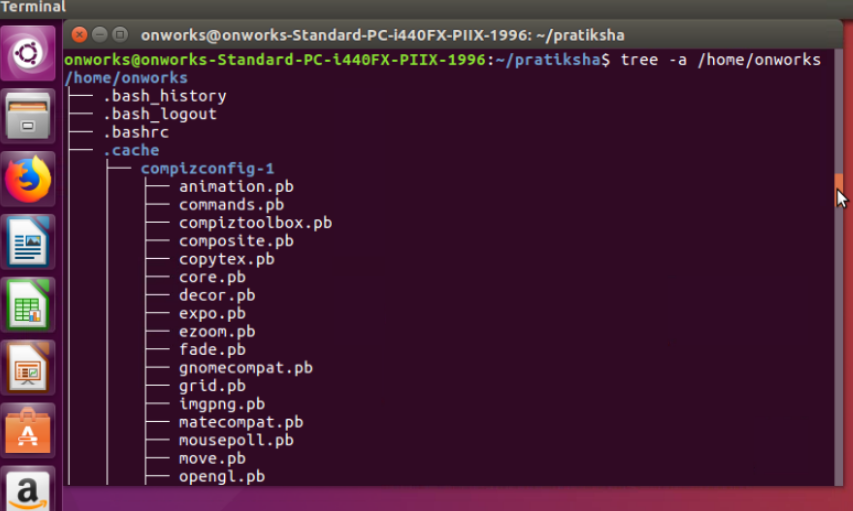 Terminal
onworks@onworks-Standard-PC-i440FX-PIIX-1996: ~/pratiksha
onworks@onworks-Standard-PC-i440FX-PIIX-1996:~/pratiksha$ tree -a /home/onworks
/home/onworks
├── .bash_history
├── .bash_logout
├── .bashrc
├── .cache
│   ├── compizconfig-1
│   │   ├── animation.pb
│   │   ├── commands.pb
│   │   ├── compiztoolbox.pb
│   │   ├── composite.pb
│   │   ├── copytex.pb
│   │   ├── core.pb
│   │   ├── decor.pb
│   │   ├── expo.pb
│   │   ├── ezoom.pb
│   │   ├── fade.pb
│   │   ├── gnomecompat.pb
│   │   ├── grid.pb
│   │   ├── imgpng.pb
│   │   ├── matecompat.pb
│   │   ├── mousepoll.pb
│   │   ├── move.pb
│   │   ├── opengl.pb